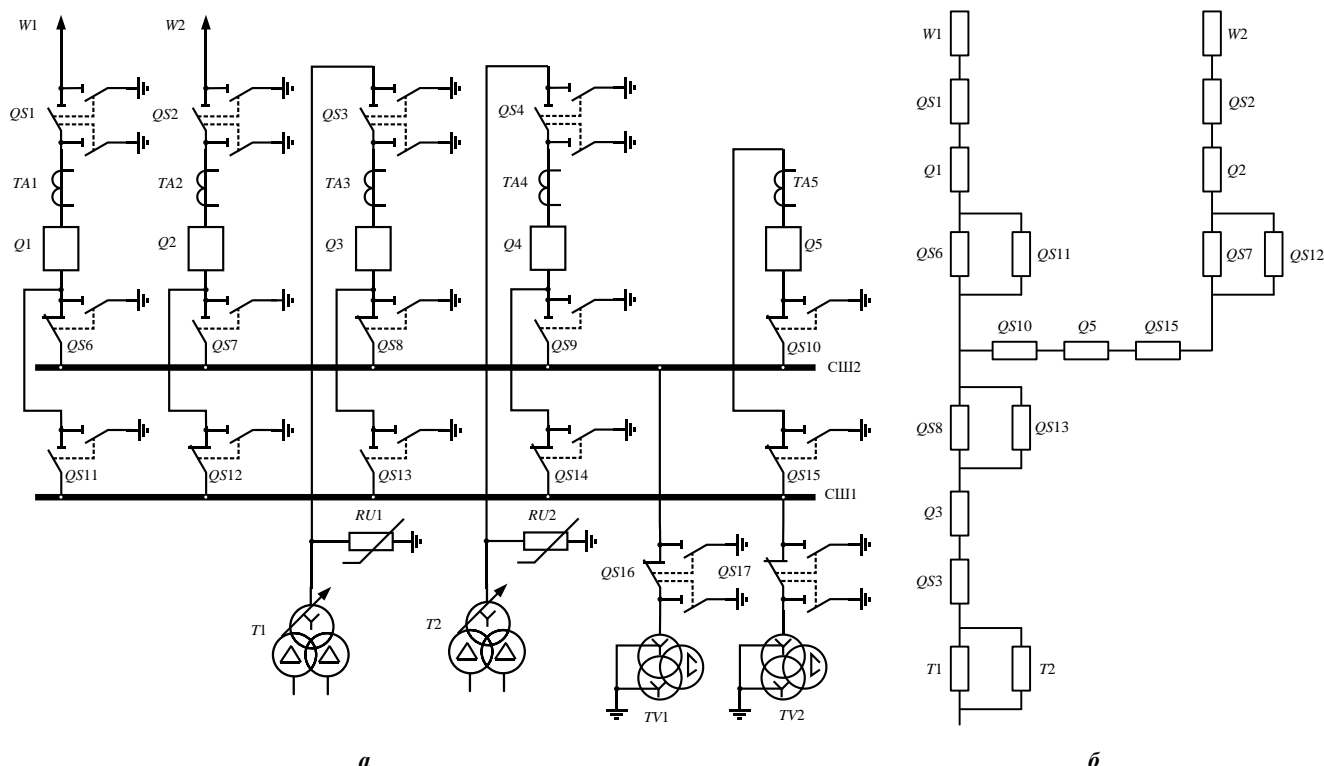 W1 W2 W1 W2
QS1 QS2 QS3 QS4 QS1 QS2
TA1 TA2 TA3 TA4 TA5 Q1 Q2
Q1 Q2 Q3 Q4 Q5 QS6 QS11 QS7 QS12
QS6 QS7 QS8 QS9 QS10 QS10 Q5 QS15
СШ2
QS8 QS13
QS11 QS12 QS13 QS14 QS15
СШ1
RU1 RU2 Q3
QS16 QS17 QS3
T1 T2 T1 T2
TV1 TV2
а б